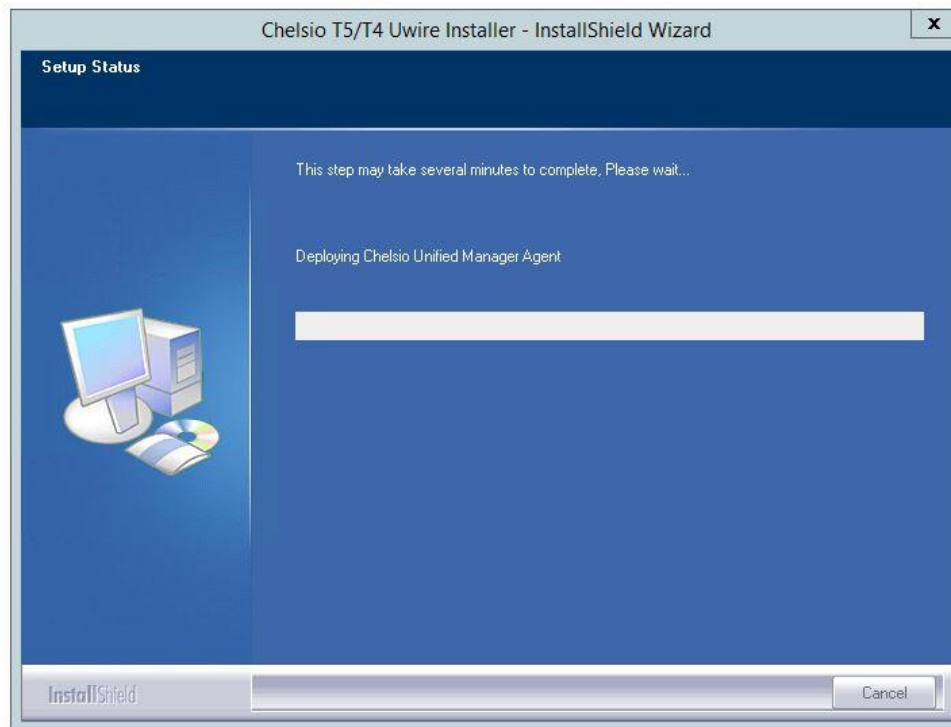 Chelsio T5/T4 Uwire Installer - InstallShield Wizard
x
Setup Status
This step may take several minutes to complete, Please wait...
Deploying Chelsio Unified Manager Agent
InstallShield
Cancel